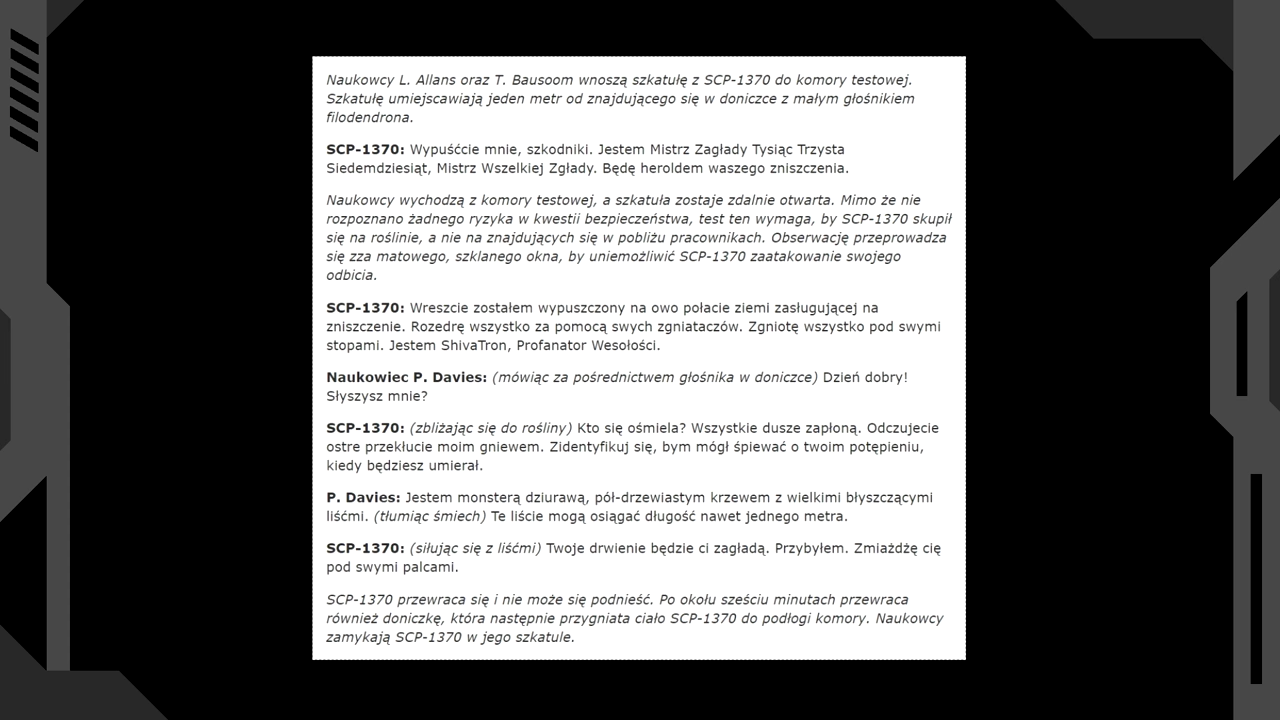 Naukowcy L. Allans oraz T. Bausoom wnoszą szkatułę z SCP-1370 do komory testowej.
Szkatułę umiejscawiają jeden metr od znajdującego się w doniczce z małym głośnikiem
filodendrona.
SCP-1370: Wypuśćcie mnie, szkodniki. Jestem Mistrz Zagłady Tysiąc Trzysta
Siedemdziesiąt, Mistrz Wszelkiej Zgłady. Będę heroldem waszego zniszczenia.
Naukowcy wychodzą z komory testowej, a szkatuła zostaje zdalnie otwarta. Mimo że nie
rozpoznano żadnego ryzyka w kwestii bezpieczeństwa, test ten wymaga, by SCP-1370 skupił
się na roślinie, a nie na znajdujących się w pobliżu pracownikach. Obserwację przeprowadza
się zza matowego, szklanego okna, by uniemożliwić SCP-1370 zaatakowanie swojego
odbicia.
SCP-1370: Wreszcie zostałem wypuszczony na owo połacie ziemi zasługującej na
zniszczenie. Rozedrę wszystko za pomocą swych zgniataczów. Zgniotę wszystko pod swymi
stopami. Jestem ShivaTron, Profanator Wesołości.
Naukowiec P. Davies: (mówiąc za pośrednictwem głośnika w doniczce) Dzień dobry!
Słyszysz mnie?
SCP-1370: (zbliżając się do rośliny) Kto się ośmiela? Wszystkie dusze zapłoną. Odczujecie
ostre przekłucie moim gniewem. Zidentyfikuj się, bym mógł śpiewać o twoim potępieniu,
kiedy będziesz umierał.
P. Davies: Jestem monsterą dziurawą, pół-drzewiastym krzewem z wielkimi błyszczącymi
liśćmi. (tłumiąc śmiech) Te liście mogą osiągać długość nawet jednego metra.
SCP-1370: (siłując się z liśćmi) Twoje drwienie będzie ci zagładą. Przybyłem. Zmiażdżę cię
pod swymi palcami.
SCP-1370 przewraca się i nie może się podnieść. Po około sześciu minutach przewraca
również doniczkę, która następnie przygniata ciało SCP-1370 do podłogi komory. Naukowcy
zamykają SCP-1370 w jego szkatule.